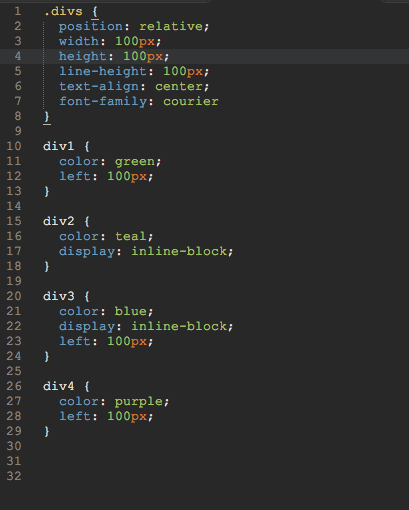 1 .divs {
2 position: relative;
3 width: 100px;
4 height: 100px;
5 line-height: 100px;
6 text-align: center;
7 font-family: courier
8 }
9
10 div1 {
11 color: green;
12 left: 100px;
13 }
14
15 div2 {
16 color: teal;
17 display: inline-block;
18 }
19
20 div3 {
21 color: blue;
22 display: inline-block;
23 left: 100px;
24 }
25
26 div4 {
27 color: purple;
28 left: 100px;
29 }
30
31
32